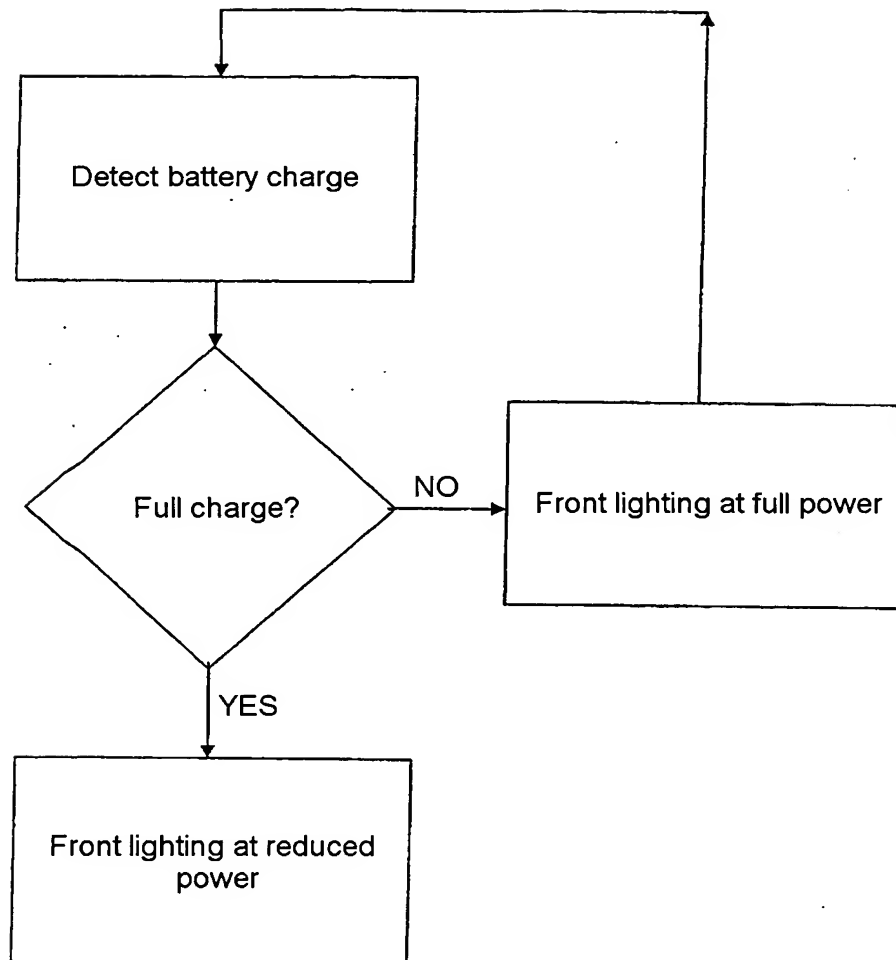 Detect battery charge
Full charge?
NO
Front lighting at full power
YES
Front lighting at reduced
power